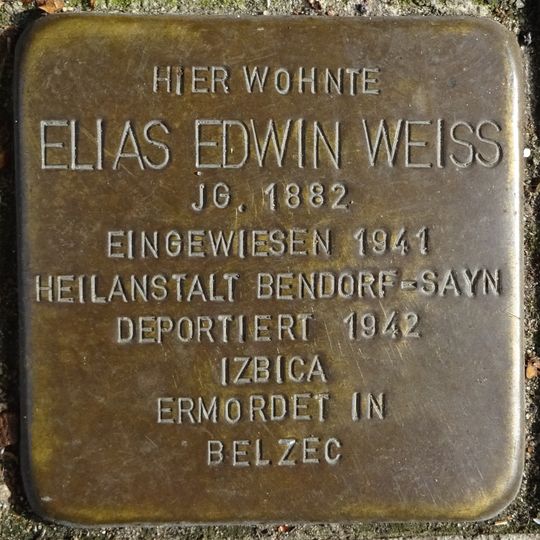 HIER WOHNTE
ELIAS EDWIN WEISS
JG. 1882
EINGEWIESEN 1941
HEILANSTALT BENDORF-SAYN
DEPORTIERT 1942
IZBICA
ERMORDET IN
BELZEC